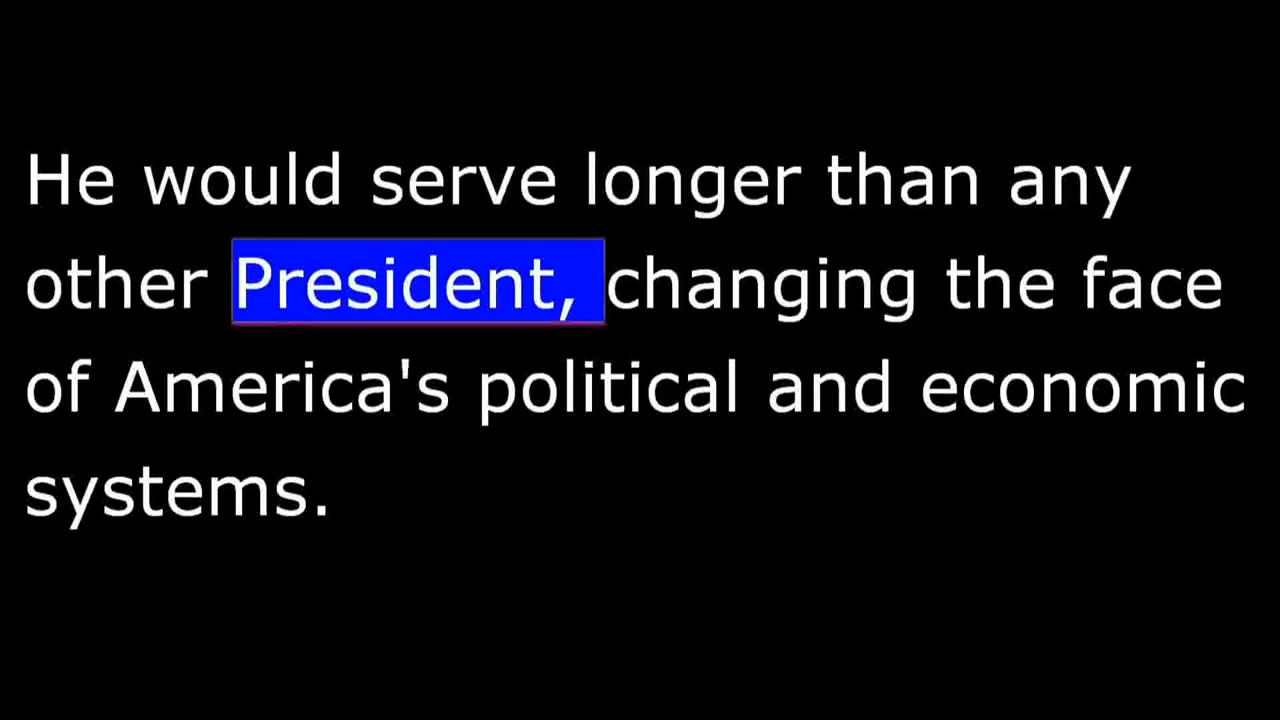 He would serve longer than any
other President, changing the face
of America's political and economic
systems.